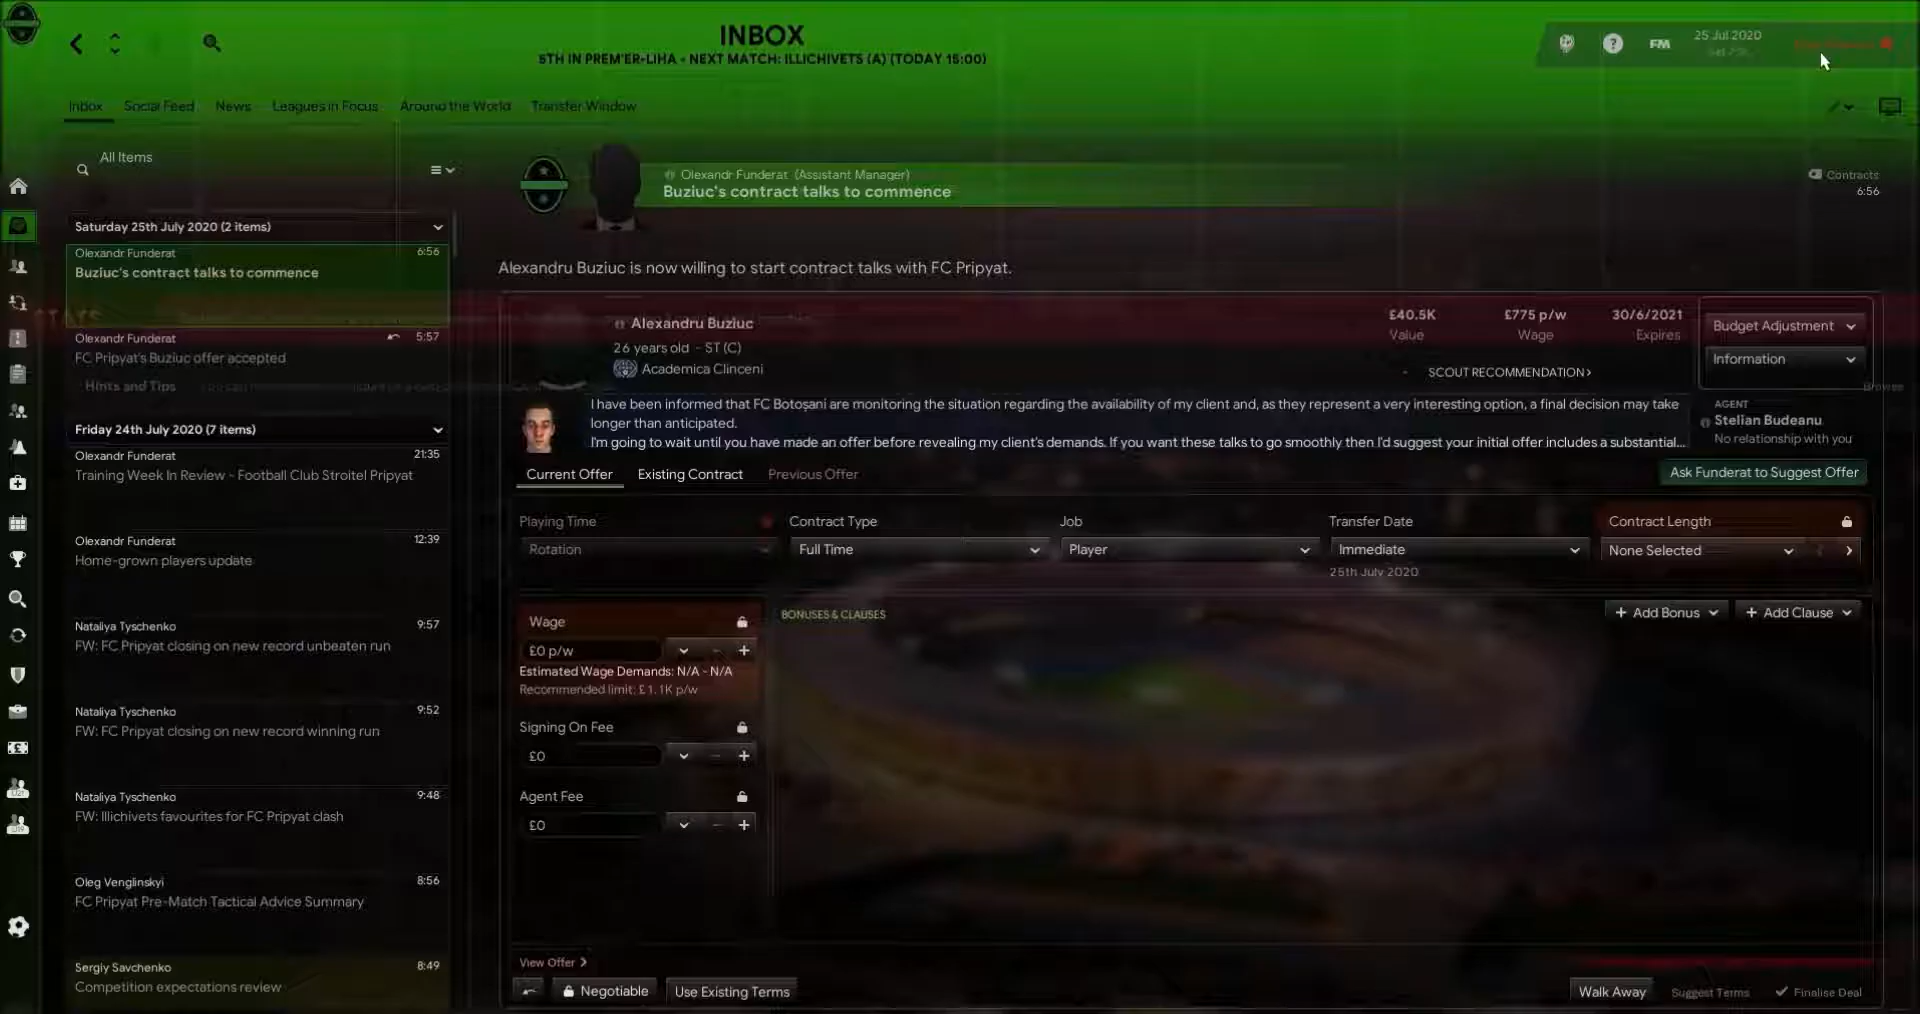 INBOX
5TH IN PREM'ER-LIHA - NEXT MATCH: ILLICHIVETS (A) (TODAY 15:00)
FM
25 Jul 2020
Inbox
Social Feed
News
Leagues in Focus
Around the World
Transfer Window
All Items
Olexandr Funderat (Assistant Manager)
Buziuc's contract talks to commence
Contracts
6:56
Saturday 25th July 2020 (2 items)
Olexandr Funderat
6:56
Buziuc's contract talks to commence
Olexandr Funderat
5:57
FC Pripyat's Buziuc offer accepted
Hints and Tips
Friday 24th July 2020 (7 items)
Olexandr Funderat
21:35
Training Week In Review - Football Club Stroitel Pripyat
Olexandr Funderat
12:39
Home-grown players update
Nataliya Tyschenko
9:57
FW: FC Pripyat closing on new record unbeaten run
Nataliya Tyschenko
9:52
FW: FC Pripyat closing on new record winning run
Nataliya Tyschenko
9:48
FW: Illichivets favourites for FC Pripyat clash
Oleg Venglinskyi
8:56
FC Pripyat Pre-Match Tactical Advice Summary
Sergiy Savchenko
8:49
Competition expectations review
Alexandru Buziuc is now willing to start contract talks with FC Pripyat.
Alexandru Buziuc
26 years old - ST (C)
Academica Clinceni
£40.5K
Value
£775 p/w
Wage
30/6/2021
Expires
SCOUT RECOMMENDATION>
Budget Adjustment
Information
Browse
I have been informed that FC Botoșani are monitoring the situation regarding the availability of my client and, as they represent a very interesting option, a final decision may take
longer than anticipated.
I'm going to wait until you have made an offer before revealing my client's demands. If you want these talks to go smoothly then I'd suggest your initial offer includes a substantial...
AGENT
Stelian Budeanu
No relationship with you
Current Offer
Existing Contract
Previous Offer
Ask Funderat to Suggest Offer
Playing Time
Rotation
Contract Type
Full Time
Job
Player
Transfer Date
Immediate
25th July 2020
Contract Length
None Selected
Wage
£0 p/w
Estimated Wage Demands: N/A - N/A
Recommended limit: £1.1K p/w
Signing On Fee
£0
Agent Fee
£0
BONUSES & CLAUSES
+ Add Bonus
+ Add Clause
View Offer >
Negotiable
Use Existing Terms
Walk Away
Suggest Terms
Finalise Deal